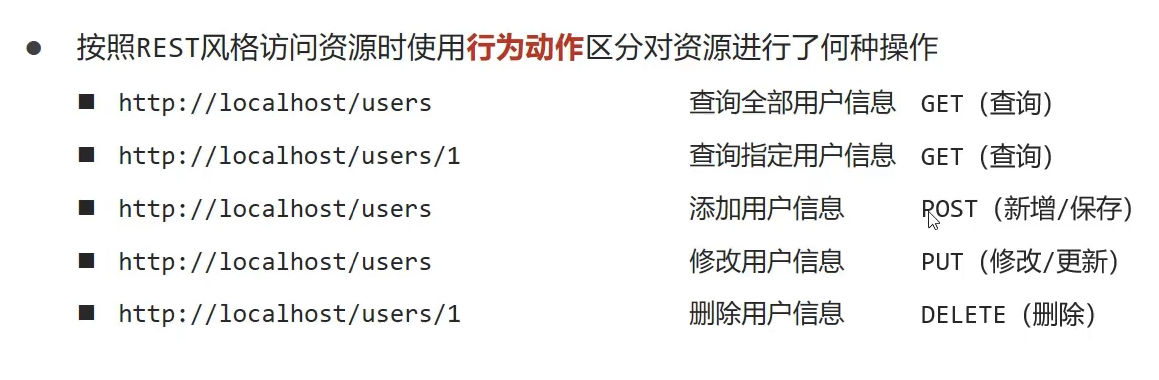 ● 按照REST风格访问资源时使用行为动作区分对资源进行了何种操作
■ http://localhost/users 查询全部用户信息 GET（查询）
■ http://localhost/users/1 查询指定用户信息 GET（查询）
■ http://localhost/users 添加用户信息 POST（新增/保存）
■ http://localhost/users 修改用户信息 PUT（修改/更新）
■ http://localhost/users/1 删除用户信息 DELETE（删除）